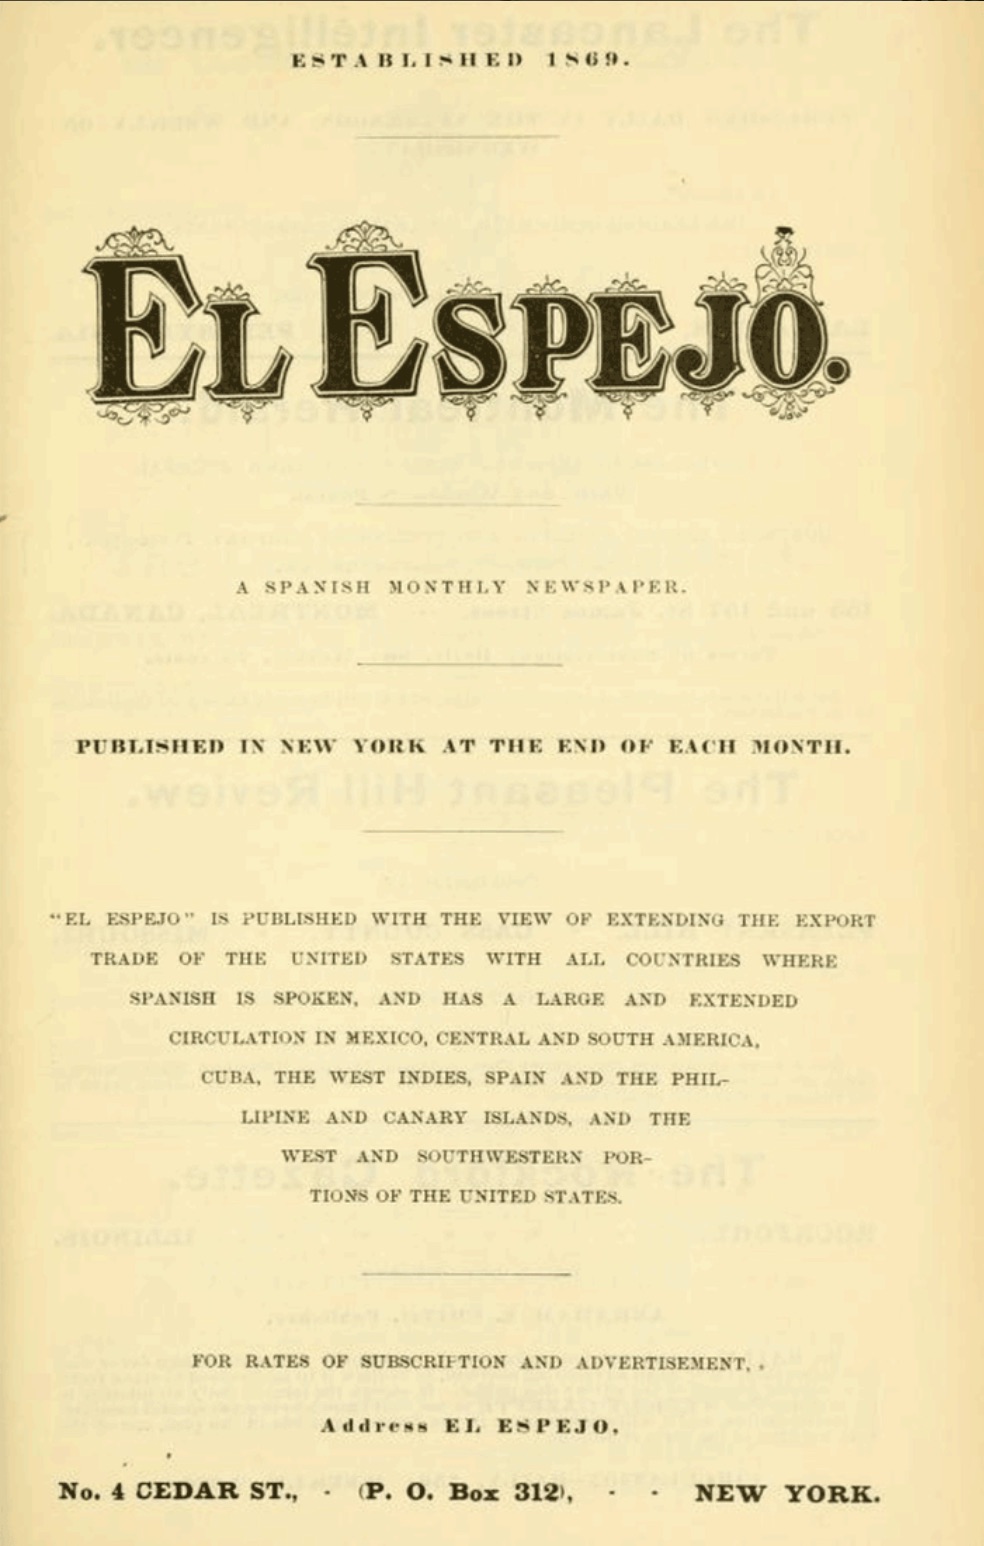 ESTABLISHED 1869.
EL ESPEJO.
A SPANISH MONTHLY NEWSPAPER.
PUBLISHED IN NEW YORK AT THE END OF EACH MONTH.
"EL ESPEJO" IS PUBLISHED WITH THE VIEW OF EXTENDING THE EXPORT
TRADE OF THE UNITED STATES WITH ALL COUNTRIES WHERE
SPANISH IS SPOKEN, AND HAS A LARGE AND EXTENDED
CIRCULATION IN MEXICO, CENTRAL AND SOUTH AMERICA,
CUBA, THE WEST INDIES, SPAIN AND THE PHIL-
LIPINE AND CANARY ISLANDS, AND THE
WEST AND SOUTHWESTERN POR-
TIONS OF THE UNITED STATES.
FOR RATES OF SUBSCRIPTION AND ADVERTISEMENT, .
Address EL ESPEJO,
No. 4 CEDAR ST., - (P. O. Box 312), - - NEW YORK.